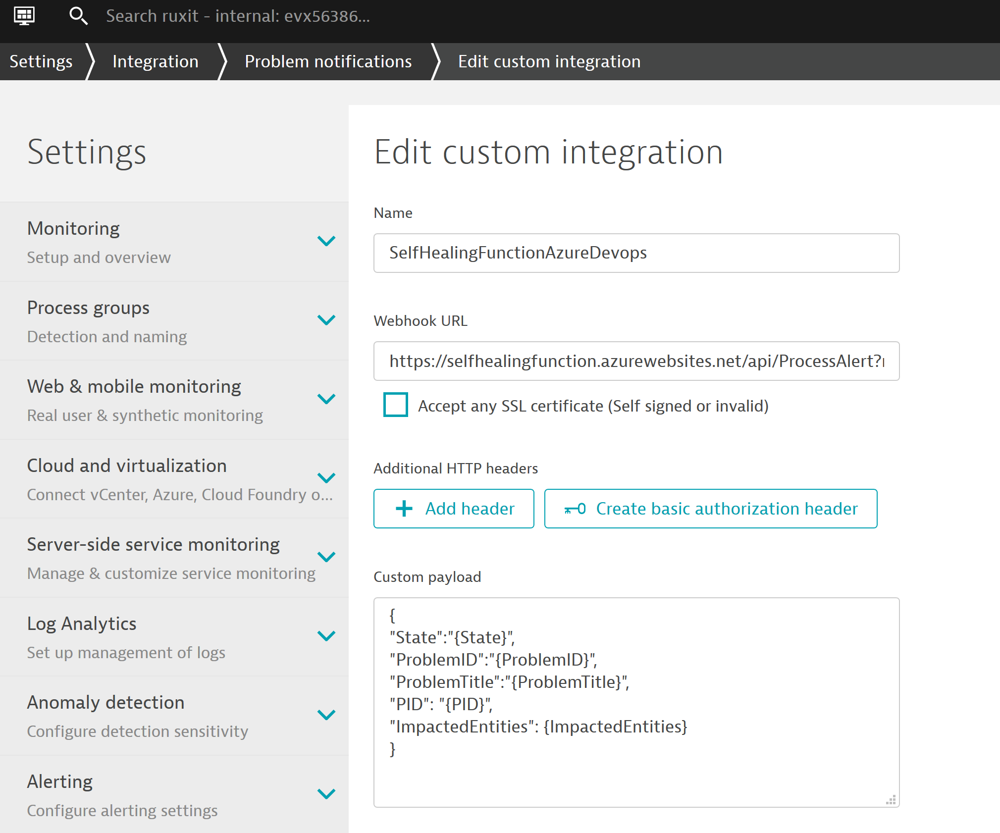 Search ruxit - internal: evx56386...
Settings
Integration
Problem notifications
Edit custom integration
Settings
Monitoring
Setup and overview
Process groups
Detection and naming
Web & mobile monitoring
Real user & synthetic monitoring
Cloud and virtualization
Connect vCenter, Azure, Cloud Foundry o...
Server-side service monitoring
Manage & customize service monitoring
Log Analytics
Set up management of logs
Anomaly detection
Configure detection sensitivity
Alerting
Configure alerting settings
Edit custom integration
Name
SelfHealingFunctionAzureDevops
Webhook URL
https://selfhealingfunction.azurewebsites.net/api/ProcessAlert?
Accept any SSL certificate (Self signed or invalid)
Additional HTTP headers
Add header
Create basic authorization header
Custom payload
{
"State":"{State}",
"ProblemID":"{ProblemID}",
"ProblemTitle":"{ProblemTitle}",
"PID": "{PID}",
"ImpactedEntities": {ImpactedEntities}
}